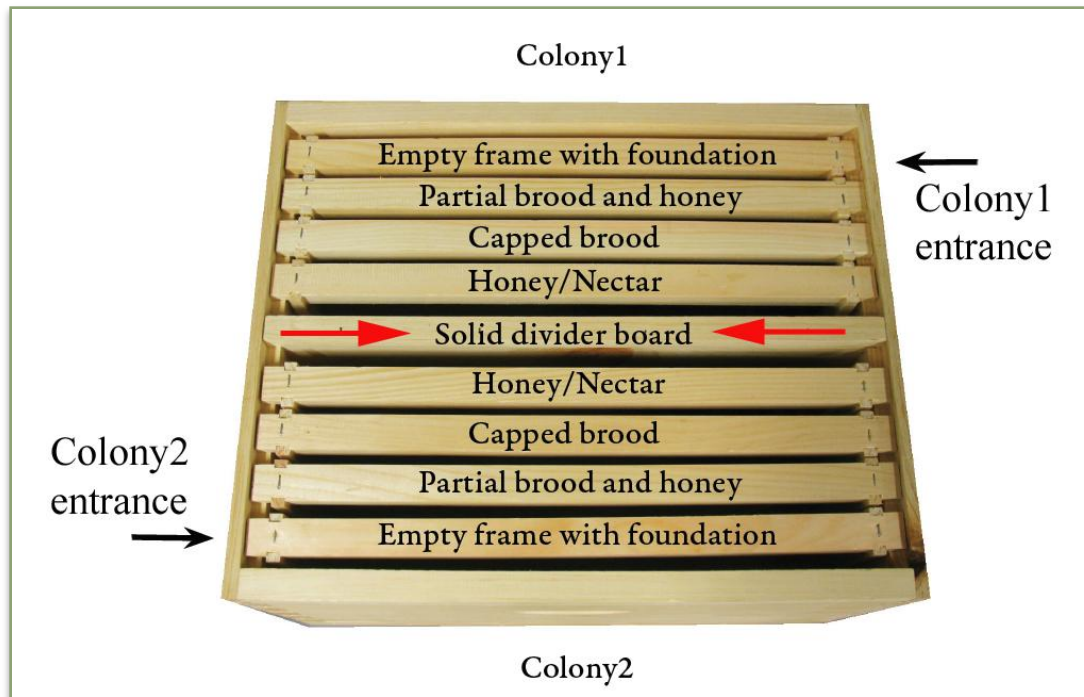 Colony1
Empty frame with foundation
Partial brood and honey
Capped brood
Honey/Nectar
Solid divider board
Honey/Nectar
Capped brood
Partial brood and honey
Empty frame with foundation
Colony1
entrance
Colony2
entrance
Colony2